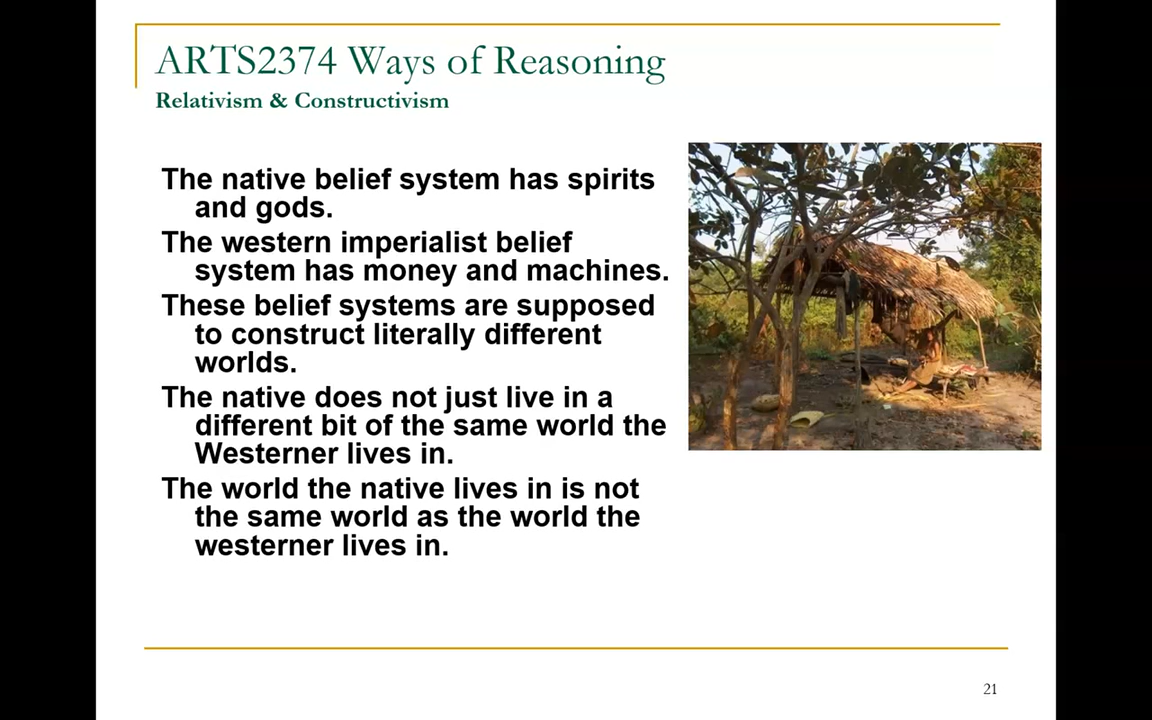 ARTS2374 Ways of Reasoning
Relativism & Constructivism
The native belief system has spirits
and gods.
The western imperialist belief
system has money and machines.
These belief systems are supposed
to construct literally different
worlds.
The native does not just live in a
different bit of the same world the
Westerner lives in.
The world the native lives in is not
the same world as the world the
westerner lives in.
21